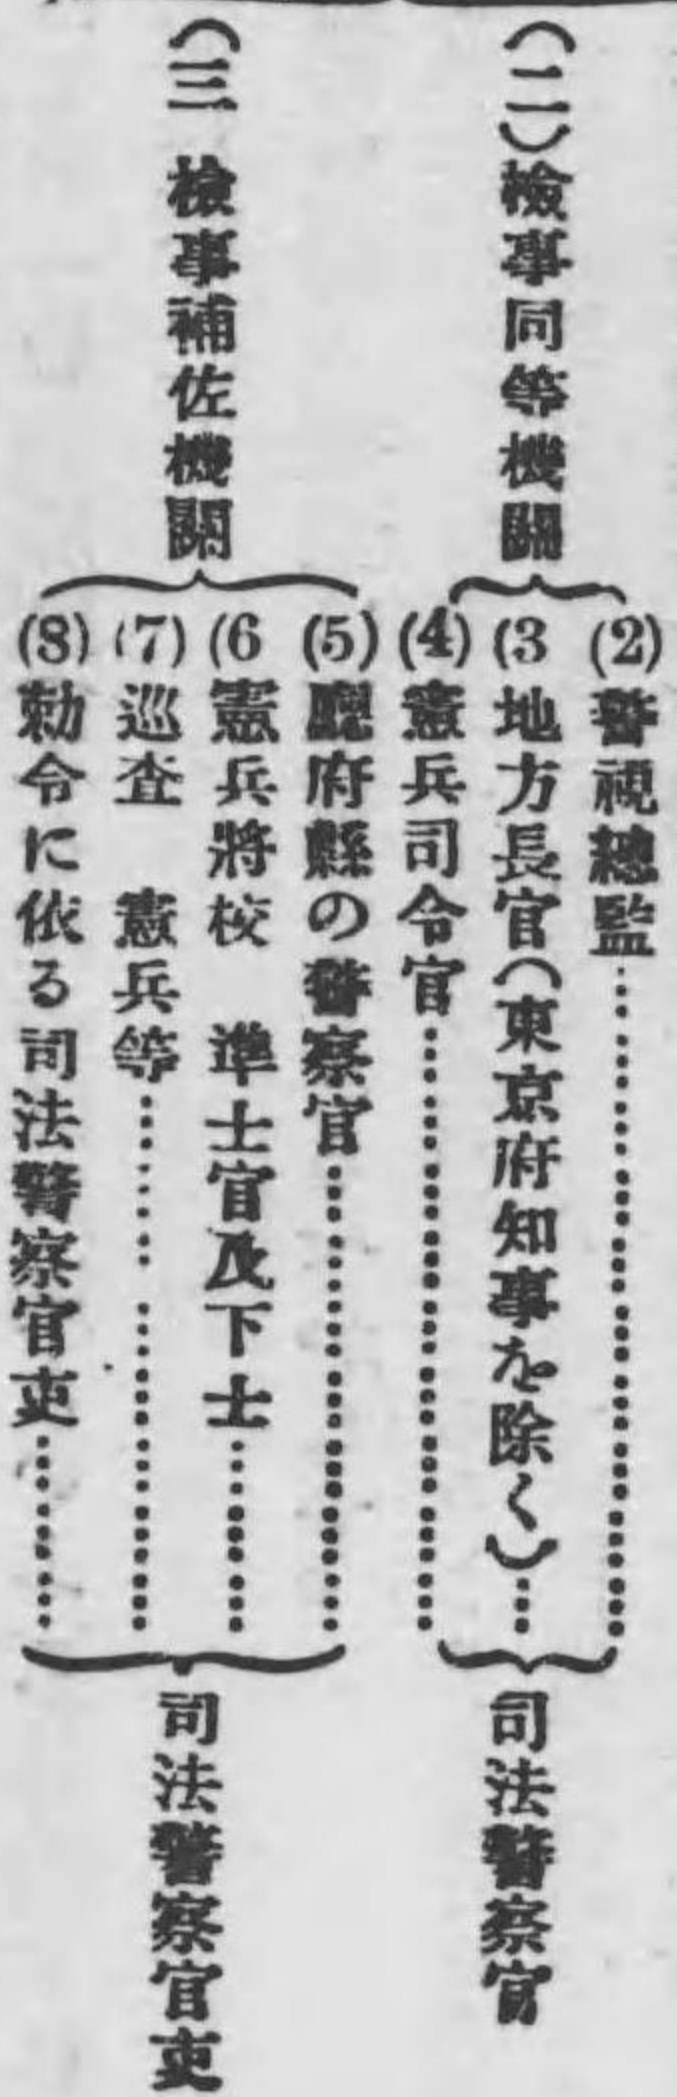 (二)檢事同等機關
(2)警視總監……………………
(3 地方長官(東京府知事を除く)…
(4)憲兵司令官……………………
司法警察官
(三 檢事補佐機關
(5)廳府縣の警察官………………
(6 憲兵將校 準士官及下士………
(7)巡査 憲兵等…… ……………
(8)勅令に依る司法警察官吏………
司法警察官吏